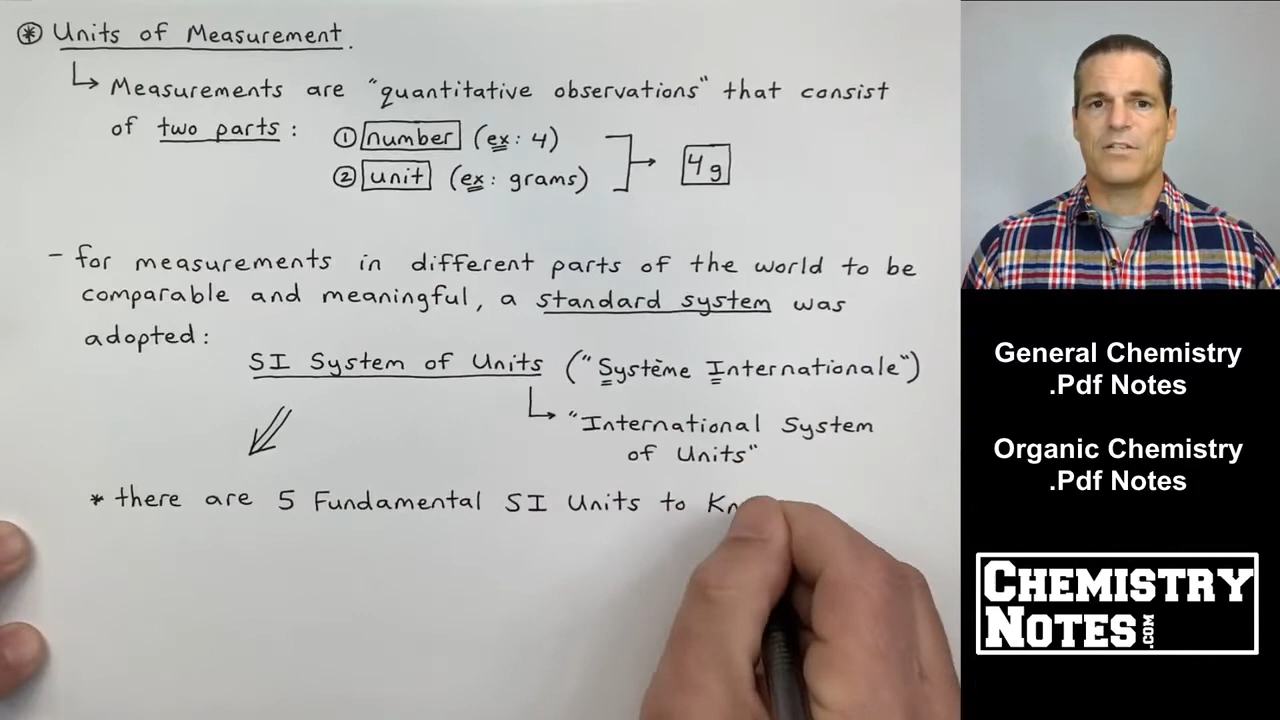 ⊛ Units of Measurement.
↳ Measurements are "quantitative observations" that consist
of two parts: ① number (ex: 4)
② unit (ex: grams)
4 g
- for measurements in different parts of the world to be
comparable and meaningful, a standard system was
adopted:
SI System of Units ("Système Internationale")
↳ "International System
of Units"
* there are 5 Fundamental SI Units to
General Chemistry
.Pdf Notes
Organic Chemistry
.Pdf Notes
CHEMISTRY
NOTES.COM